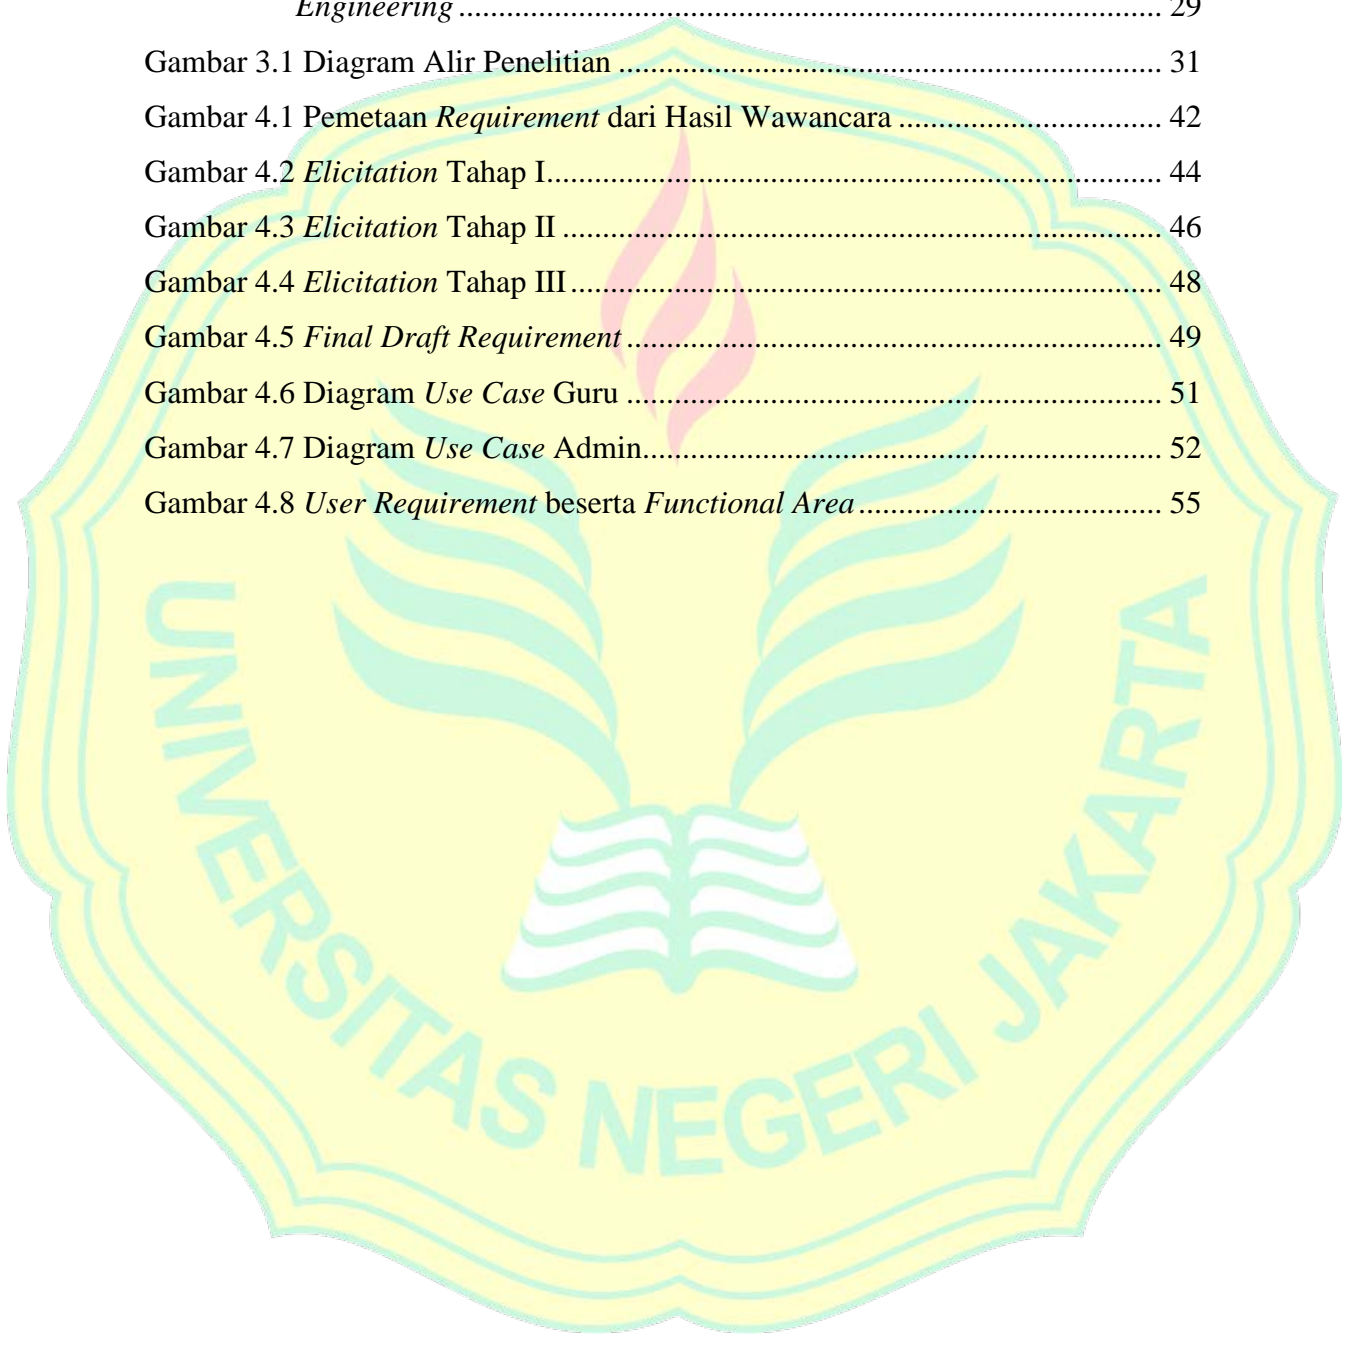 Engineering ........................................................................................ 29
Gambar 3.1 Diagram Alir Penelitian .................................................................... 31
Gambar 4.1 Pemetaan Requirement dari Hasil Wawancara ................................. 42
Gambar 4.2 Elicitation Tahap I............................................................................. 44
Gambar 4.3 Elicitation Tahap II ........................................................................... 46
Gambar 4.4 Elicitation Tahap III .......................................................................... 48
Gambar 4.5 Final Draft Requirement ................................................................... 49
Gambar 4.6 Diagram Use Case Guru ................................................................... 51
Gambar 4.7 Diagram Use Case Admin................................................................. 52
Gambar 4.8 User Requirement beserta Functional Area ...................................... 55
UNIVERSITAS NEGERI JAKARTA